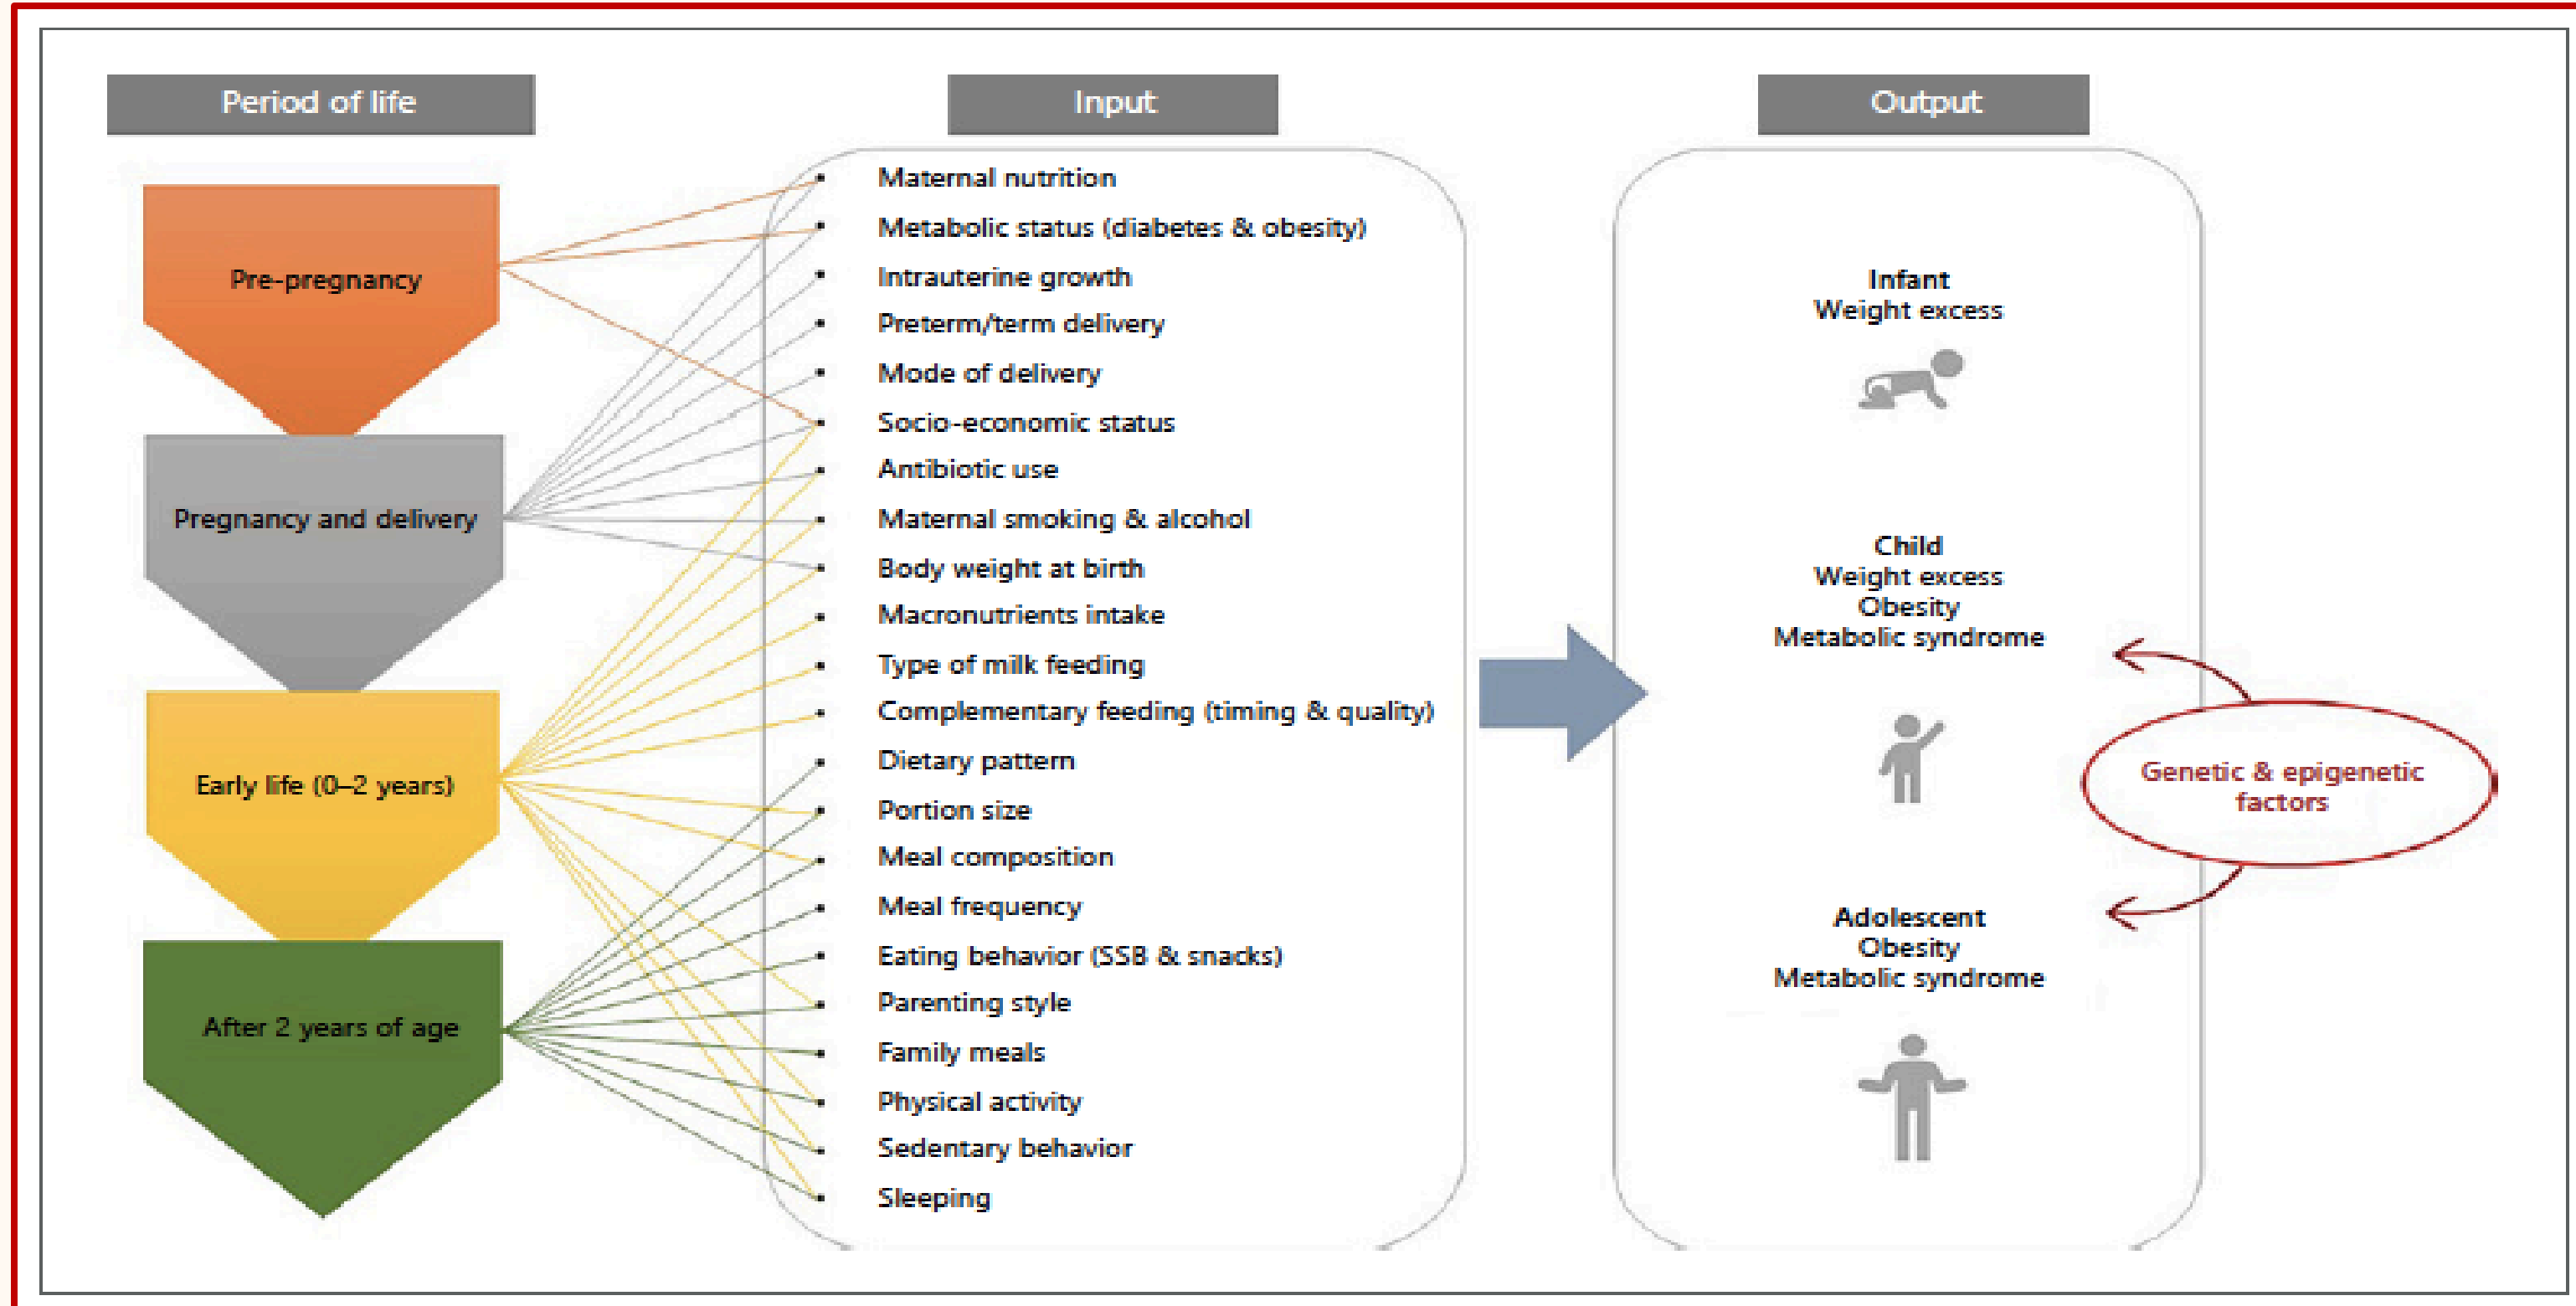 Period of life
Input
Output
Pre-pregnancy
Pregnancy and delivery
Early life (0–2 years)
After 2 years of age
Maternal nutrition
Metabolic status (diabetes & obesity)
Intrauterine growth
Preterm/term delivery
Mode of delivery
Socio-economic status
Antibiotic use
Maternal smoking & alcohol
Body weight at birth
Macronutrients intake
Type of milk feeding
Complementary feeding (timing & quality)
Dietary pattern
Portion size
Meal composition
Meal frequency
Eating behavior (SSB & snacks)
Parenting style
Family meals
Physical activity
Sedentary behavior
Sleeping
Infant
Weight excess
Child
Weight excess
Obesity
Metabolic syndrome
Adolescent
Obesity
Metabolic syndrome
Genetic & epigenetic
factors